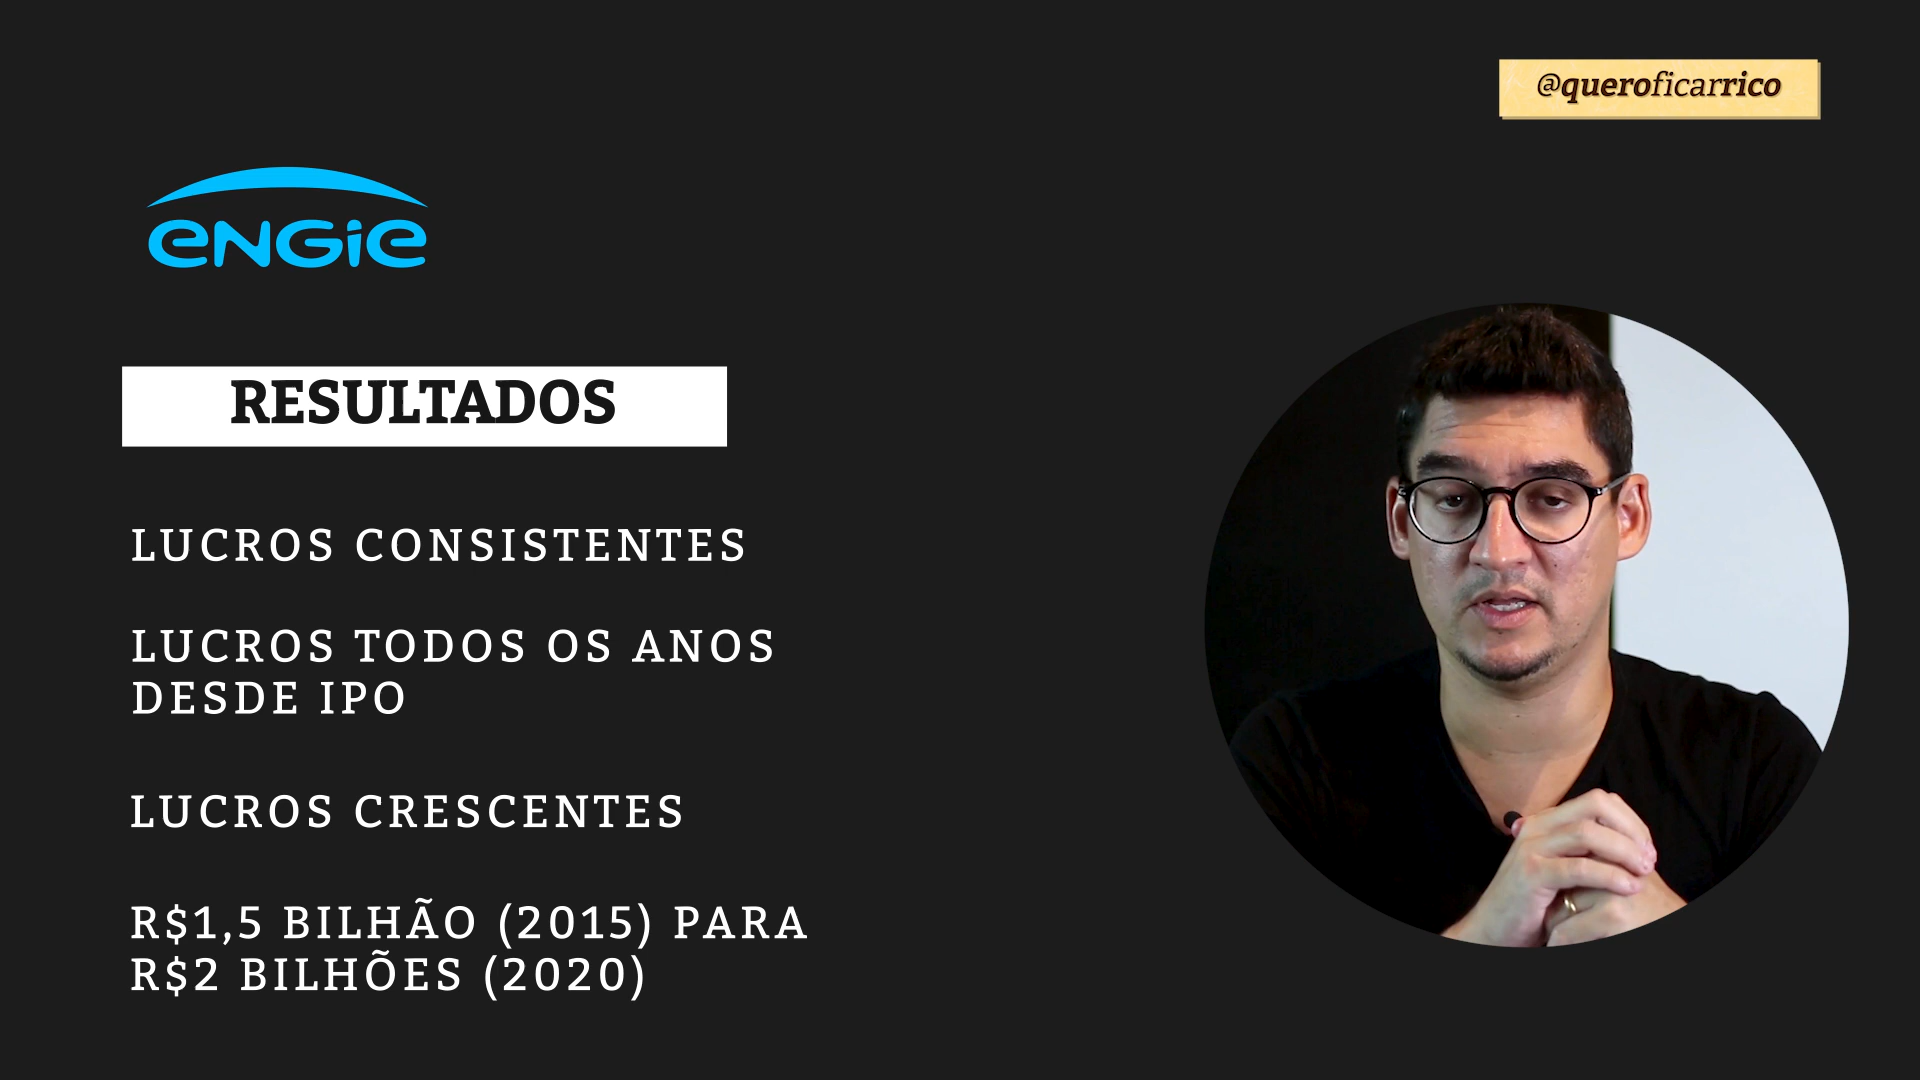 @queroficarrico
ENGIE
RESULTADOS
LUCROS CONSISTENTES
LUCROS TODOS OS ANOS
DESDE IPO
LUCROS CRESCENTES
R$1,5 BILHÃO (2015) PARA
R$2 BILHÕES (2020)